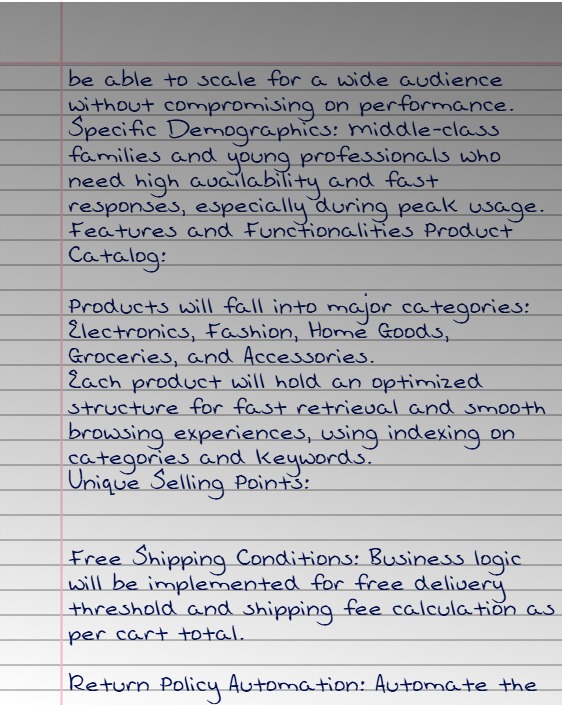 be able to scale for a wide audience
without compromising on performance.
Specific Demographics: Middle-class
families and young professionals who
need high availability and fast
responses, especially during peak usage.
Features and Functionalities Product
Catalog:
Products will fall into major categories:
Electronics, Fashion, Home Goods,
Groceries, and Accessories.
Each product will hold an optimized
structure for fast retrieval and smooth
browsing experiences, using indexing on
categories and keywords.
Unique Selling Points:
Free Shipping Conditions: Business logic
will be implemented for free delivery
threshold and shipping fee calculation as
per cart total.
Return Policy Automation: Automate the